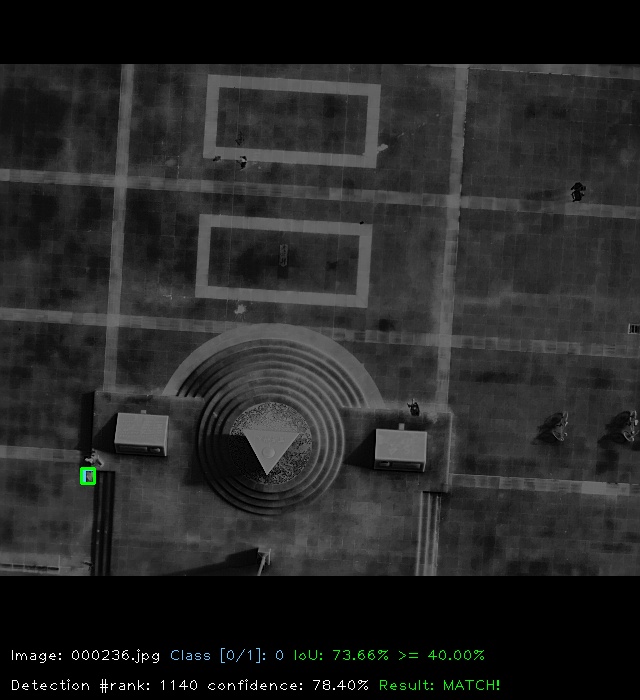 Image: 000236.jpg Class [0/1]: 0 IoU: 73.66% >= 40.00%
Detection #rank: 1140 confidence: 78.40% Result: MATCH!